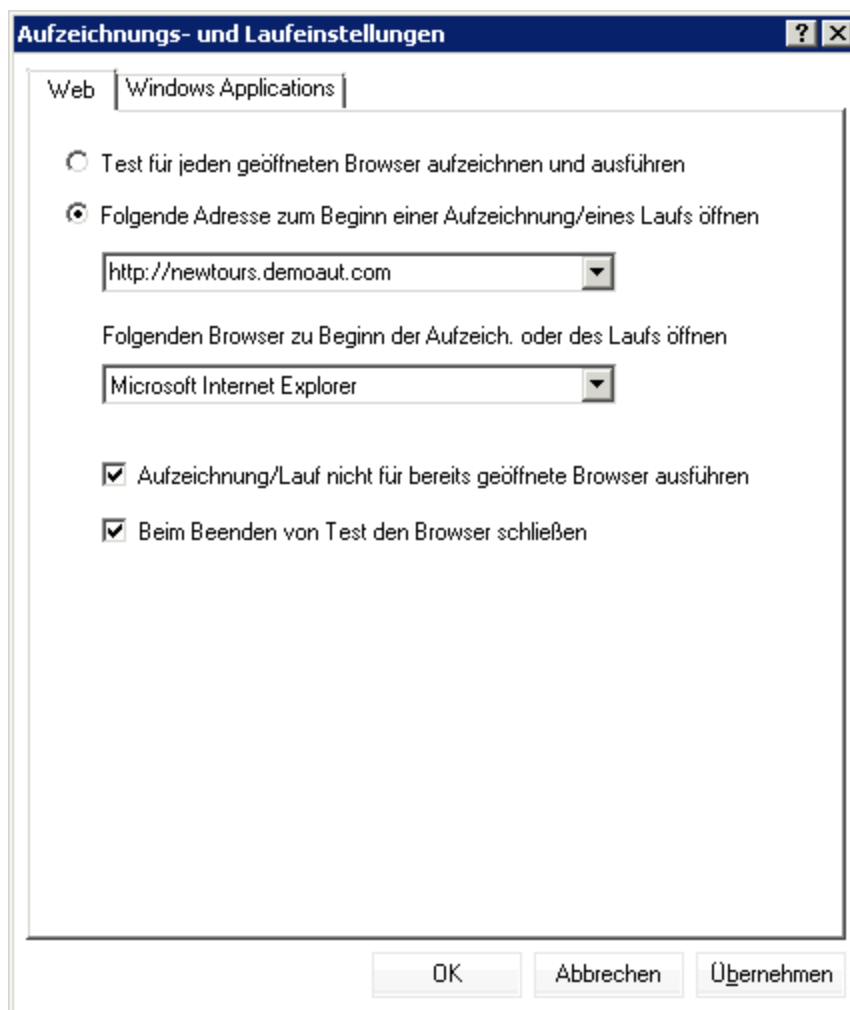 Aufzeichnungs- und Laufeinstellungen
Web
Windows Applications
Test für jeden geöffneten Browser aufzeichnen und ausführen
Folgende Adresse zum Beginn einer Aufzeichnung/eines Laufs öffnen
http://newtours.demoaut.com
Folgenden Browser zu Beginn der Aufzeich. oder des Laufs öffnen
Microsoft Internet Explorer
Aufzeichnung/Lauf nicht für bereits geöffnete Browser ausführen
Beim Beenden von Test den Browser schließen
OK
Abbrechen
Übernehmen